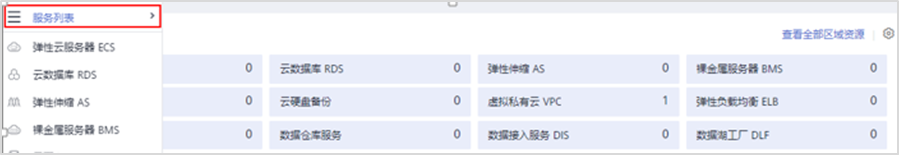 服务列表
查看全部区域资源
弹性云服务器 ECS
云数据库 RDS
弹性伸缩 AS
裸金属服务器 BMS
0 云数据库 RDS 0 弹性伸缩 AS 0 裸金属服务器 BMS 0
0 云硬盘备份 0 虚拟私有云 VPC 1 弹性负载均衡 ELB 0
0 数据仓库服务 0 数据接入服务 DIS 0 数据湖工厂 DLF 0